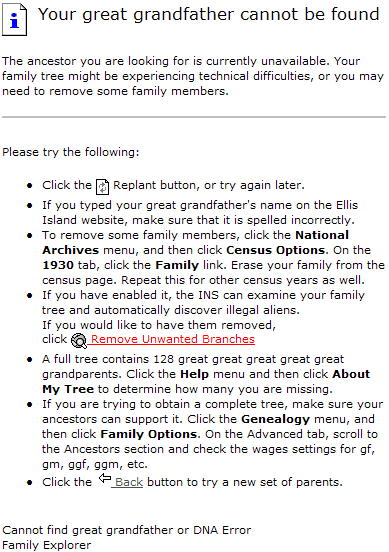 Your great grandfather cannot be found
The ancestor you are looking for is currently unavailable. Your
family tree might be experiencing technical difficulties, or you may
need to remove some family members.
Please try the following:
Click the Replant button, or try again later.
If you typed your great grandfather's name on the Ellis
Island website, make sure that it is spelled incorrectly.
To remove some family members, click the National
Archives menu, and then click Census Options. On the
1930 tab, click the Family link. Erase your family from the
census page. Repeat this for other census years as well.
If you have enabled it, the INS can examine your family
tree and automatically discover illegal aliens.
If you would like to have them removed,
click Remove Unwanted Branches
A full tree contains 128 great great great great great
grandparents. Click the Help menu and then click About
My Tree to determine how many you are missing.
If you are trying to obtain a complete tree, make sure your
ancestors can support it. Click the Genealogy menu, and
then click Family Options. On the Advanced tab, scroll to
the Ancestors section and check the wages settings for gf,
gm, ggf, ggm, etc.
Click the Back button to try a new set of parents.
Cannot find great grandfather or DNA Error
Family Explorer